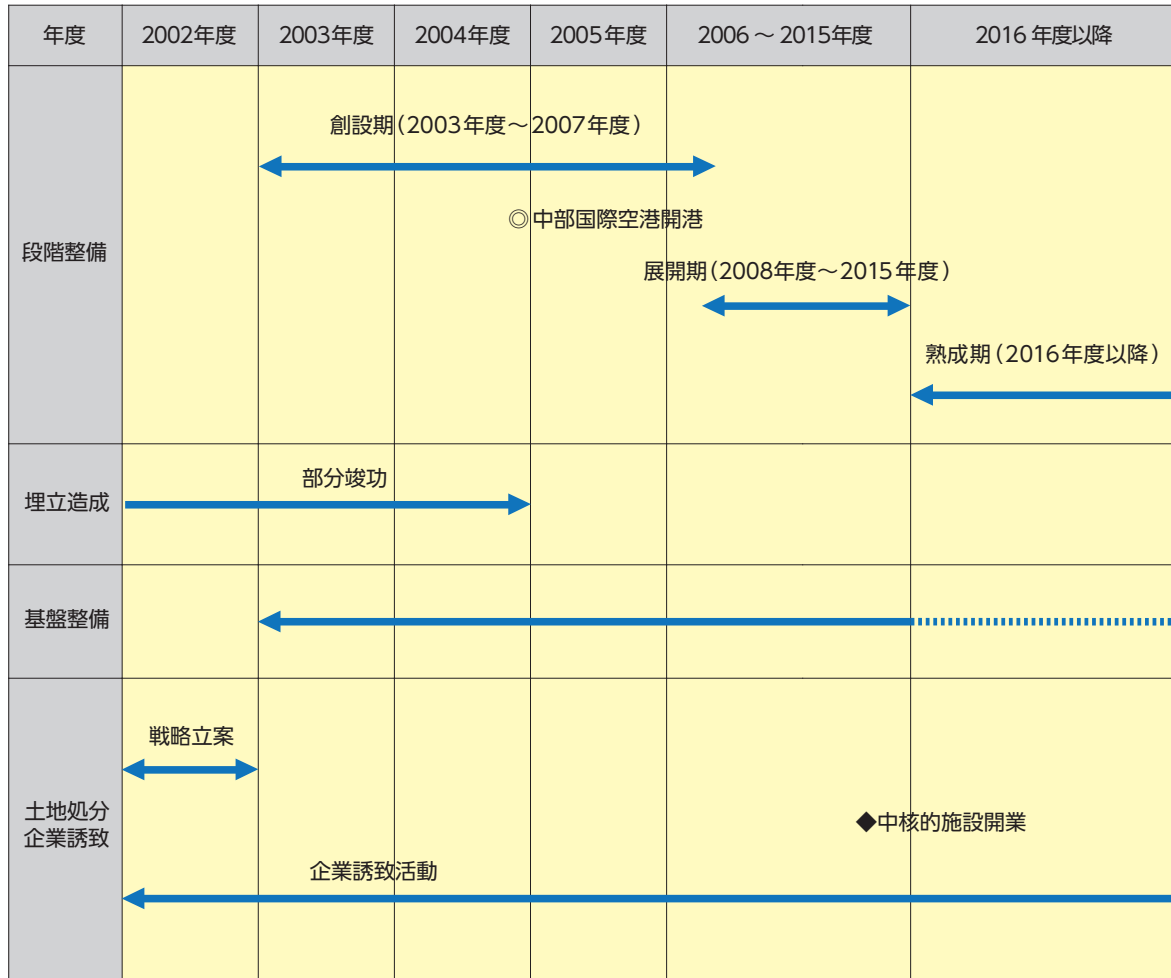 年度
2002年度
2003年度
2004年度
2005年度
2006～2015年度
2016年度以降
段階整備
創設期(2003年度～2007年度)
◎中部国際空港開港
展開期(2008年度～2015年度)
熟成期(2016年度以降)
埋立造成
部分竣功
基盤整備
土地処分
企業誘致
戦略立案
◆中核的施設開業
企業誘致活動